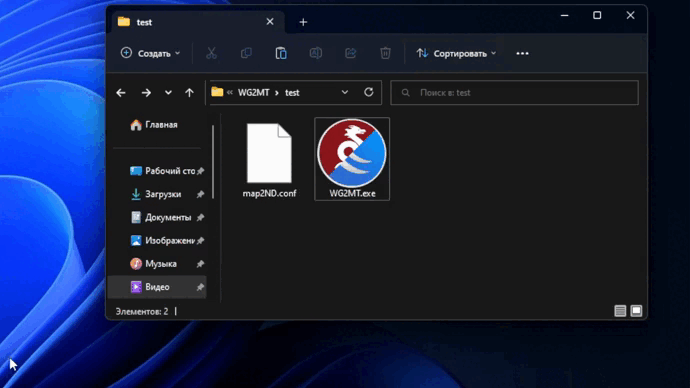 test
Создать
Сортировать
WG2MT
test
Поиск в: test
Главная
Рабочий сто
Загрузки
Документы
Изображени
Музыка
Видео
map2ND.conf
WG2MT.exe
Элементов: 2